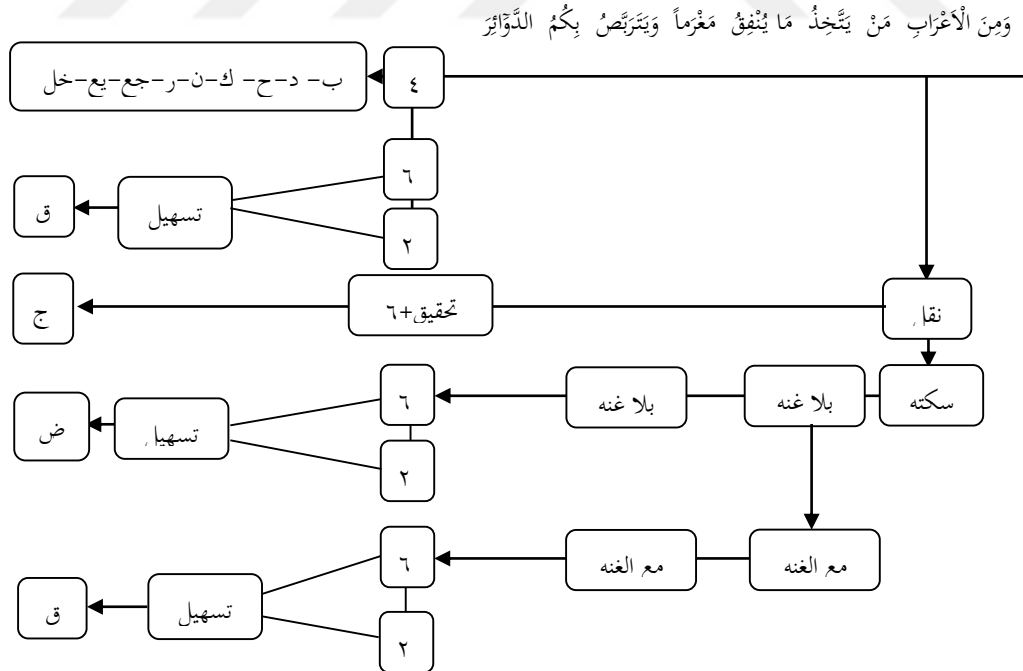 وَمِنَ الْاَعْرَابِ مَنْ يَتَّخِذُ مَا يُنْفِقُ مَغْرَماً وَيَتَرَبَّصُ بِكُمُ الدَّوَٓائِرَ
٤
ب- د-ح- ك-ن-ر-جع-يع-خل
٦
تسهيل
ق
٢
نقل
تحقيق+٦
ج
سكته
بلا غنه
بلا غنه
٦
تسهيل
ض
٢
مع الغنه
مع الغنه
٦
تسهيل
ق
٢